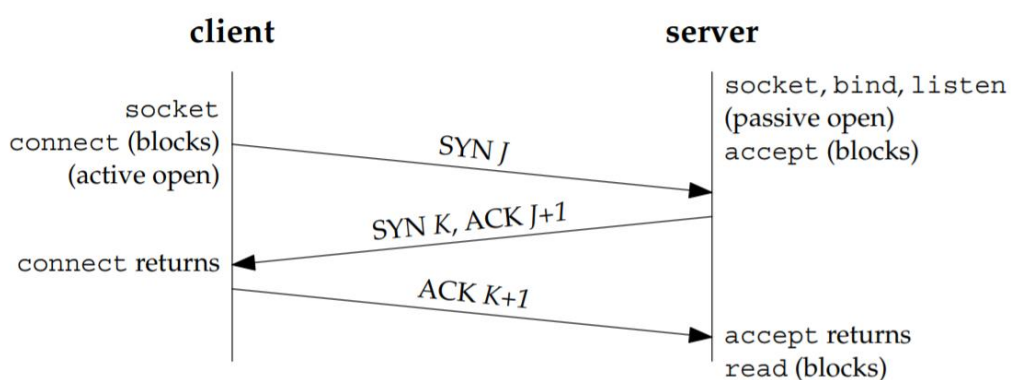 client
server
socket
connect (blocks)
(active open)
socket, bind, listen
(passive open)
accept (blocks)
SYN J
SYN K, ACK J+1
connect returns
ACK K+1
accept returns
read (blocks)